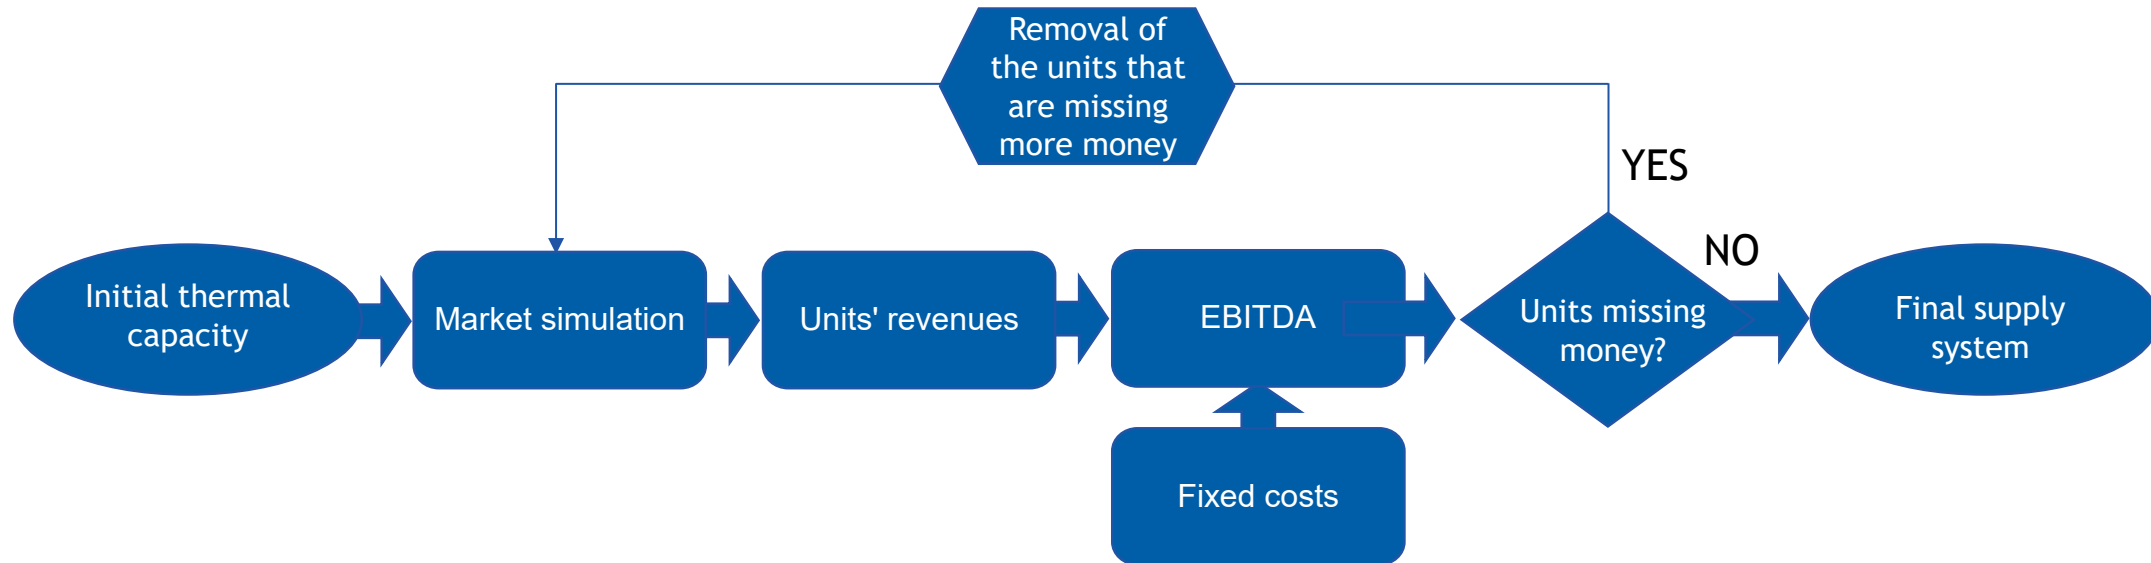 Removal of
the units that
are missing
more money
YES
NO
Initial thermal
capacity
Market simulation
Units' revenues
EBITDA
Units missing
money?
Final supply
system
Fixed costs